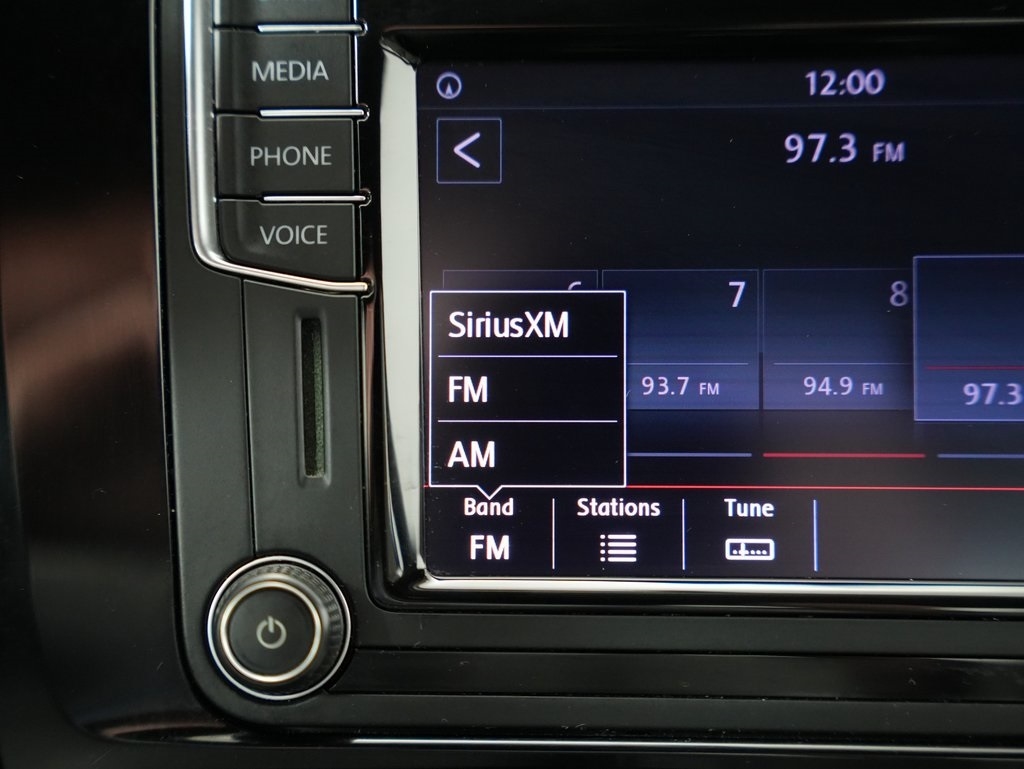 MEDIA
PHONE
VOICE
12:00
97.3 FM
6 7 8
SiriusXM
FM
AM
93.7 FM 94.9 FM 97.3
Band Stations Tune
FM